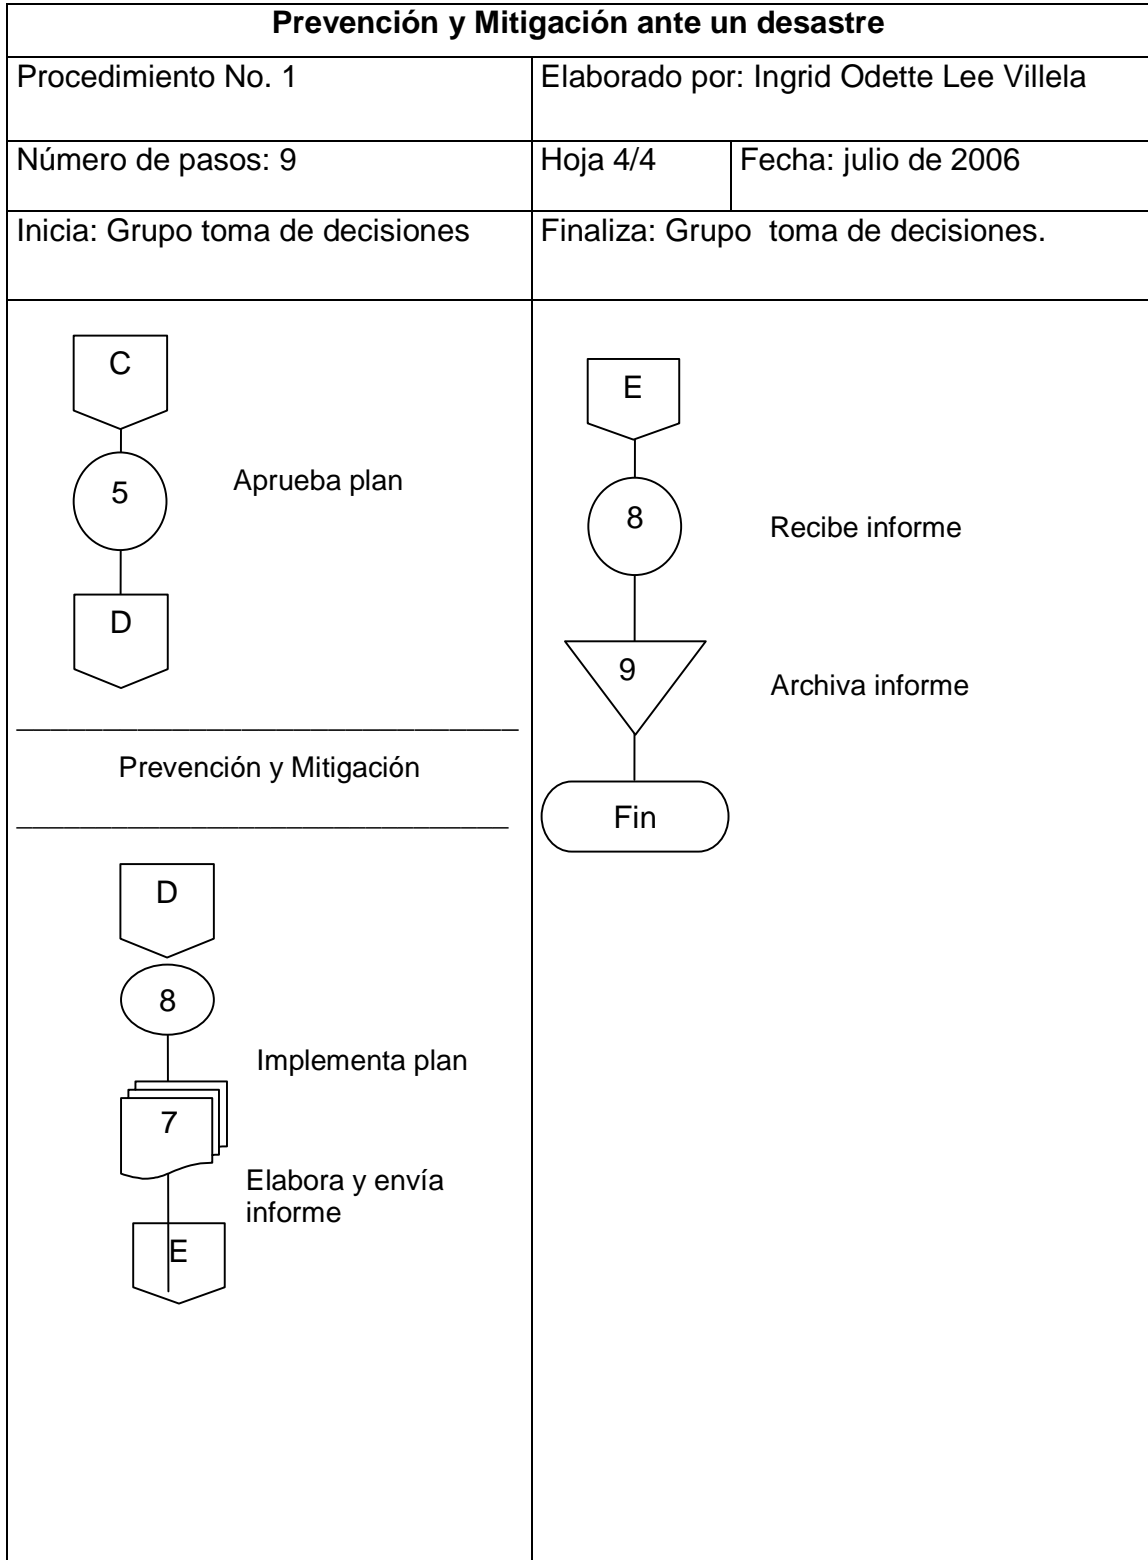 Prevención y Mitigación ante un desastre
Procedimiento No. 1
Elaborado por: Ingrid Odette Lee Villela
Número de pasos: 9
Hoja 4/4
Fecha: julio de 2006
Inicia: Grupo toma de decisiones
Finaliza: Grupo  toma de decisiones.
C
5
Aprueba plan
D
Prevención y Mitigación
D
8
Implementa plan
7
Elabora y envía
informe
E
E
8
Recibe informe
9
Archiva informe
Fin